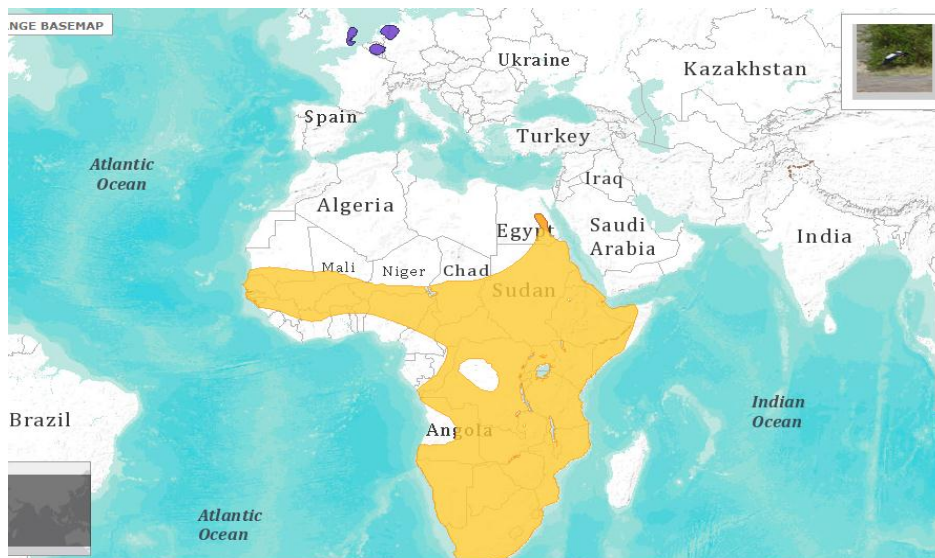 NGE BASEMAP
Ukraine
Kazakhstan
Spain
Turkey
Atlantic
Ocean
Iraq
Algeria
Egypt
Saudi
Arabia
India
Mali
Niger
Chad
Sudan
Brazil
Angola
Indian
Ocean
Atlantic
Ocean